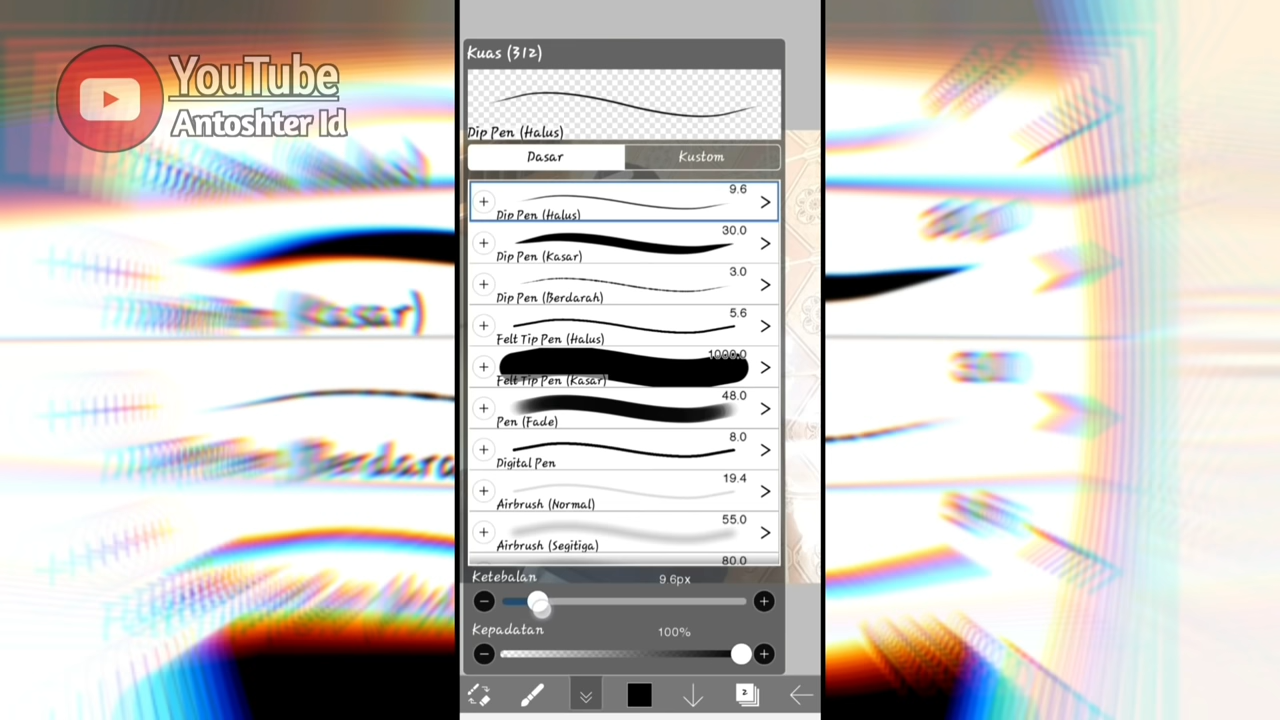 YouTube
Antoshter Id
Kuas (312)
Dip Pen (Halus)
Dasar
Kustom
9.6
Dip Pen (Halus)
30.0
Dip Pen (Kasar)
3.0
Dip Pen (Berdarah)
5.6
Felt Tip Pen (Halus)
1000.0
Felt Tip Pen (Kasar)
48.0
Pen (Fade)
8.0
Digital Pen
19.4
Airbrush (Normal)
55.0
Airbrush (Segitiga)
80.0
Ketebalan
9.6px
Kepadatan
100%
2